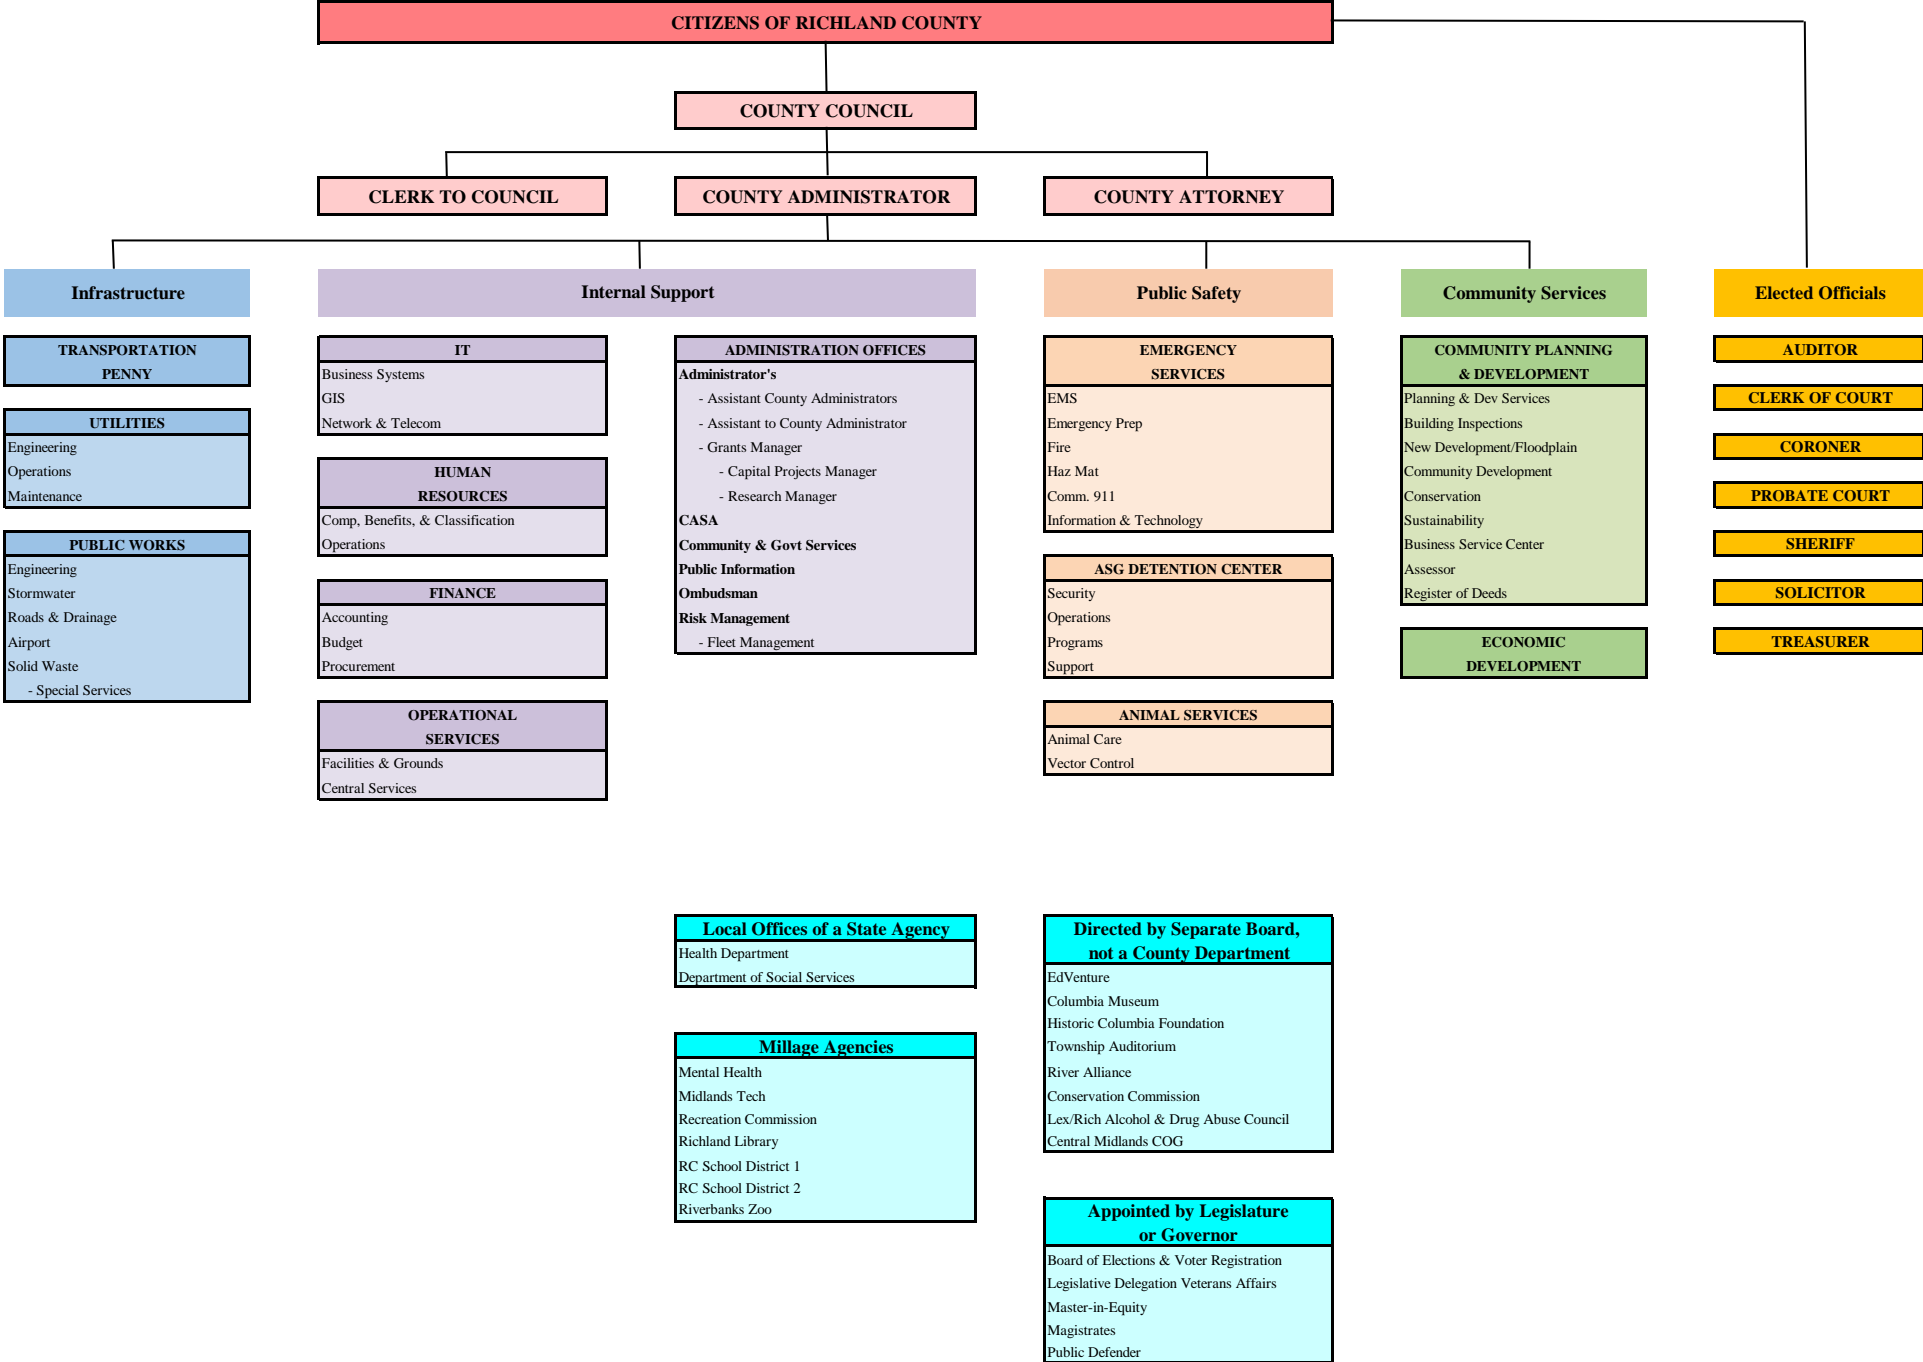 CITIZENS OF RICHLAND COUNTY
COUNTY COUNCIL
CLERK TO COUNCIL
COUNTY ADMINISTRATOR
COUNTY ATTORNEY
Infrastructure
Internal Support
Public Safety
Community Services
Elected Officials
TRANSPORTATION
PENNY
UTILITIES
Engineering
Operations
Maintenance
PUBLIC WORKS
Engineering
Stormwater
Roads & Drainage
Airport
Solid Waste
- Special Services
IT
Business Systems
GIS
Network & Telecom
HUMAN
RESOURCES
Comp, Benefits, & Classification
Operations
FINANCE
Accounting
Budget
Procurement
OPERATIONAL
SERVICES
Facilities & Grounds
Central Services
ADMINISTRATION OFFICES
Administrator's
- Assistant County Administrators
- Assistant to County Administrator
- Grants Manager
- Capital Projects Manager
- Research Manager
CASA
Community & Govt Services
Public Information
Ombudsman
Risk Management
- Fleet Management
EMERGENCY
SERVICES
EMS
Emergency Prep
Fire
Haz Mat
Comm. 911
Information & Technology
ASG DETENTION CENTER
Security
Operations
Programs
Support
ANIMAL SERVICES
Animal Care
Vector Control
COMMUNITY PLANNING
& DEVELOPMENT
Planning & Dev Services
Building Inspections
New Development/Floodplain
Community Development
Conservation
Sustainability
Business Service Center
Assessor
Register of Deeds
ECONOMIC
DEVELOPMENT
AUDITOR
CLERK OF COURT
CORONER
PROBATE COURT
SHERIFF
SOLICITOR
TREASURER
Local Offices of a State Agency
Health Department
Department of Social Services
Millage Agencies
Mental Health
Midlands Tech
Recreation Commission
Richland Library
RC School District 1
RC School District 2
Riverbanks Zoo
Directed by Separate Board,
not a County Department
EdVenture
Columbia Museum
Historic Columbia Foundation
Township Auditorium
River Alliance
Conservation Commission
Lex/Rich Alcohol & Drug Abuse Council
Central Midlands COG
Appointed by Legislature
or Governor
Board of Elections & Voter Registration
Legislative Delegation Veterans Affairs
Master-in-Equity
Magistrates
Public Defender